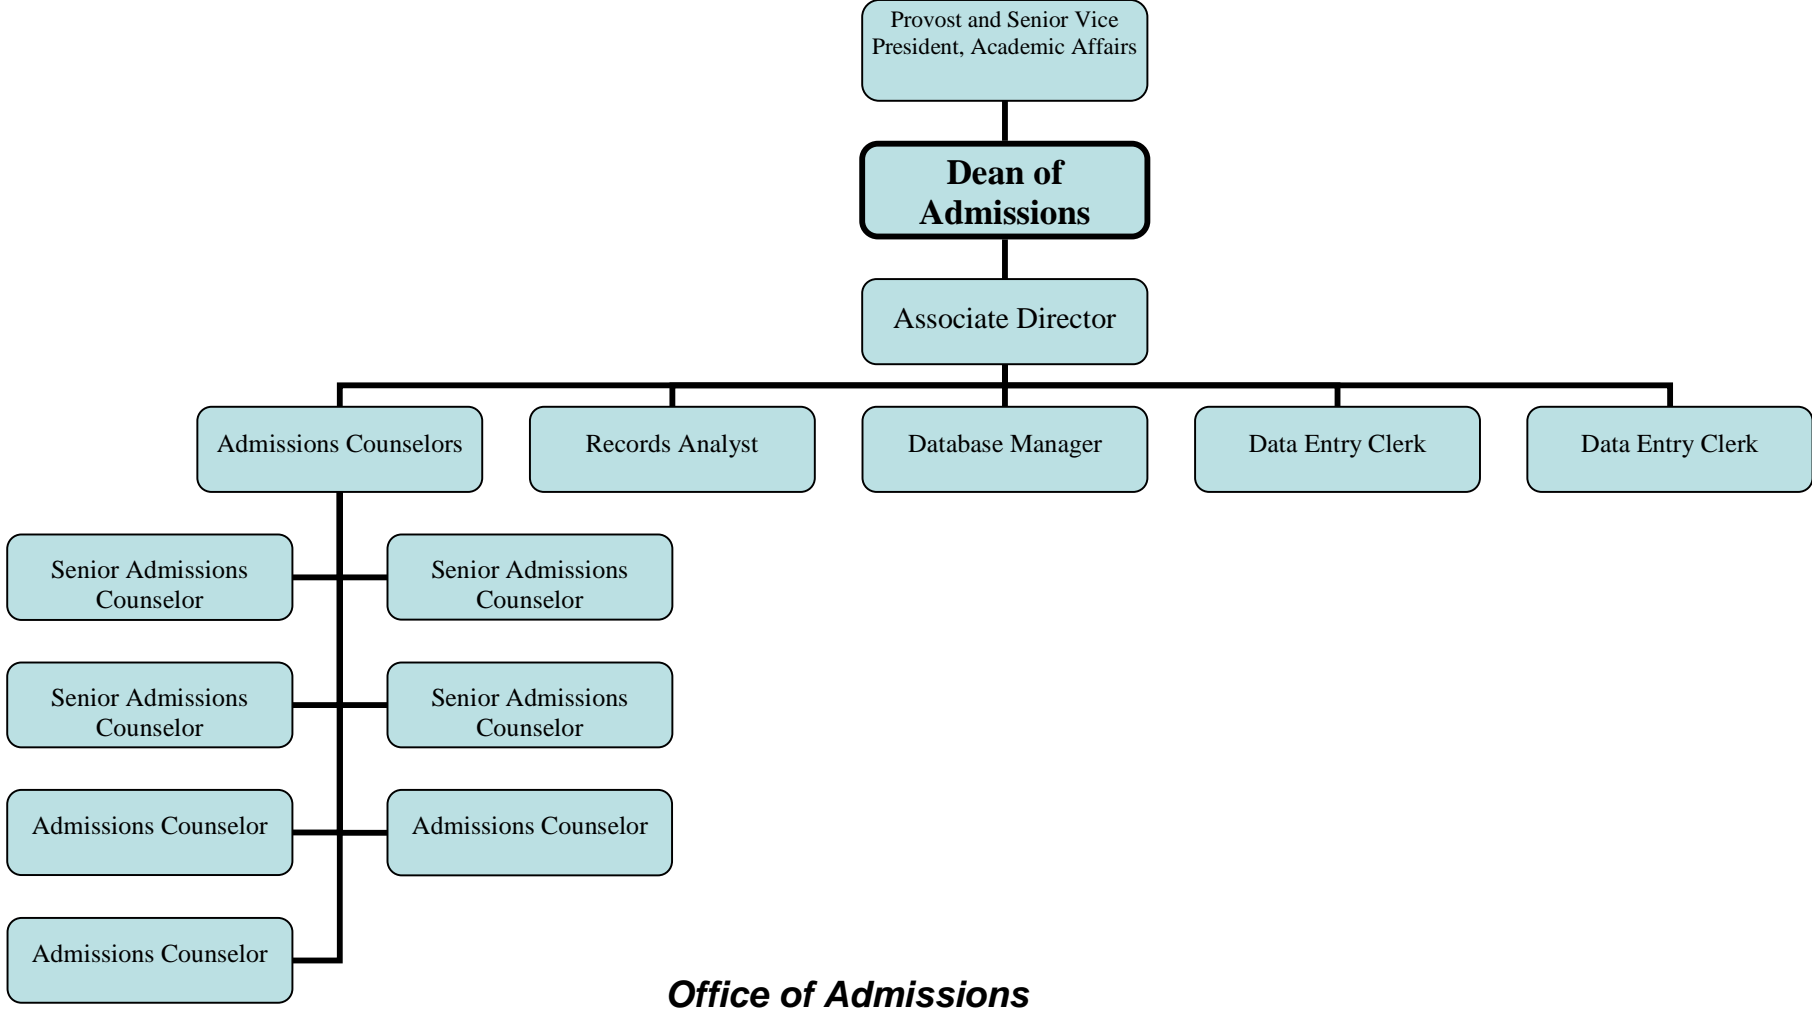 Provost and Senior Vice
President, Academic Affairs
Dean of
Admissions
Associate Director
Admissions Counselors
Records Analyst
Database Manager
Data Entry Clerk
Data Entry Clerk
Senior Admissions
Counselor
Senior Admissions
Counselor
Senior Admissions
Counselor
Senior Admissions
Counselor
Admissions Counselor
Admissions Counselor
Admissions Counselor
Office of Admissions